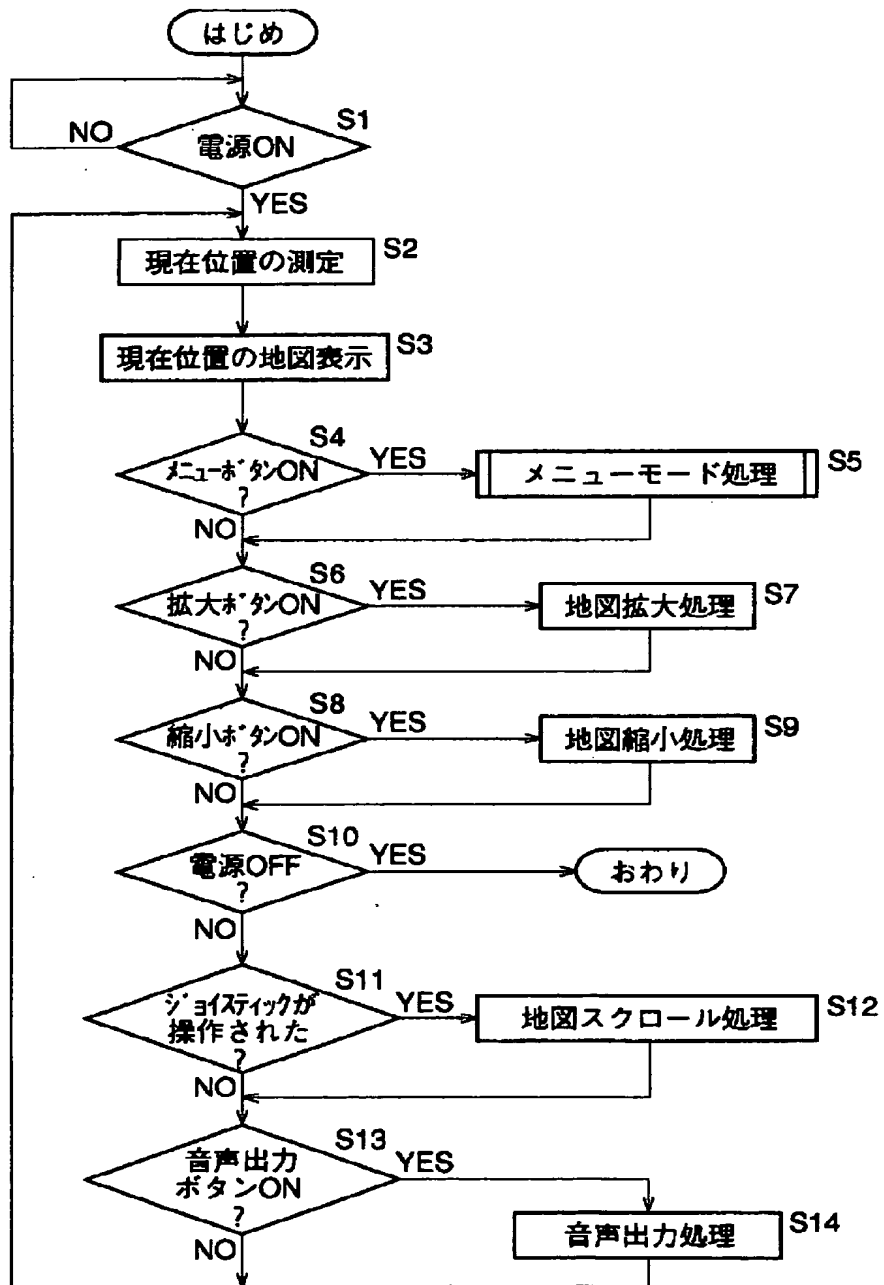 はじめ
電源ON
S1
NO
YES
現在位置の測定
S2
現在位置の地図表示
S3
メニューボタンON
?
S4
YES
メニューモード処理
S5
NO
拡大ボタンON
?
S6
YES
地図拡大処理
S7
NO
縮小ボタンON
?
S8
YES
地図縮小処理
S9
NO
電源OFF
?
S10
YES
おわり
NO
ジョイスティックが
操作された
?
S11
YES
地図スクロール処理
S12
NO
音声出力
ボタンON
?
S13
YES
音声出力処理
S14
NO